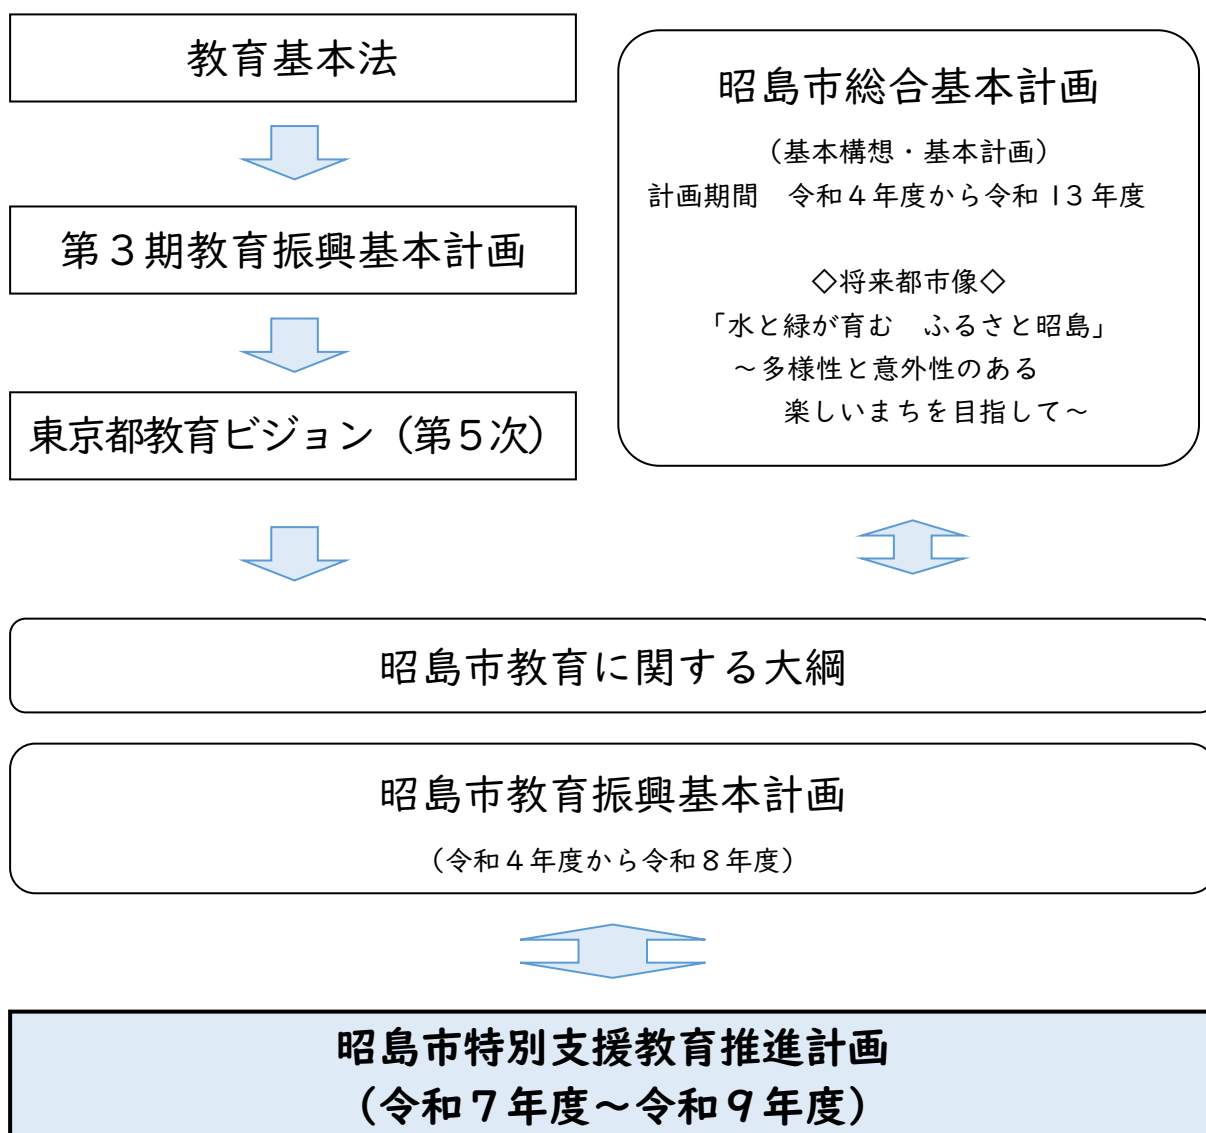 教育基本法
第３期教育振興基本計画
東京都教育ビジョン（第５次）
昭島市総合基本計画
（基本構想・基本計画）
計画期間　令和４年度から令和 13 年度
◇将来都市像◇
「水と緑が育む　ふるさと昭島」
～多様性と意外性のある
楽しいまちを目指して～
昭島市教育に関する大綱
昭島市教育振興基本計画
（令和４年度から令和８年度）
昭島市特別支援教育推進計画
（令和７年度～令和９年度）